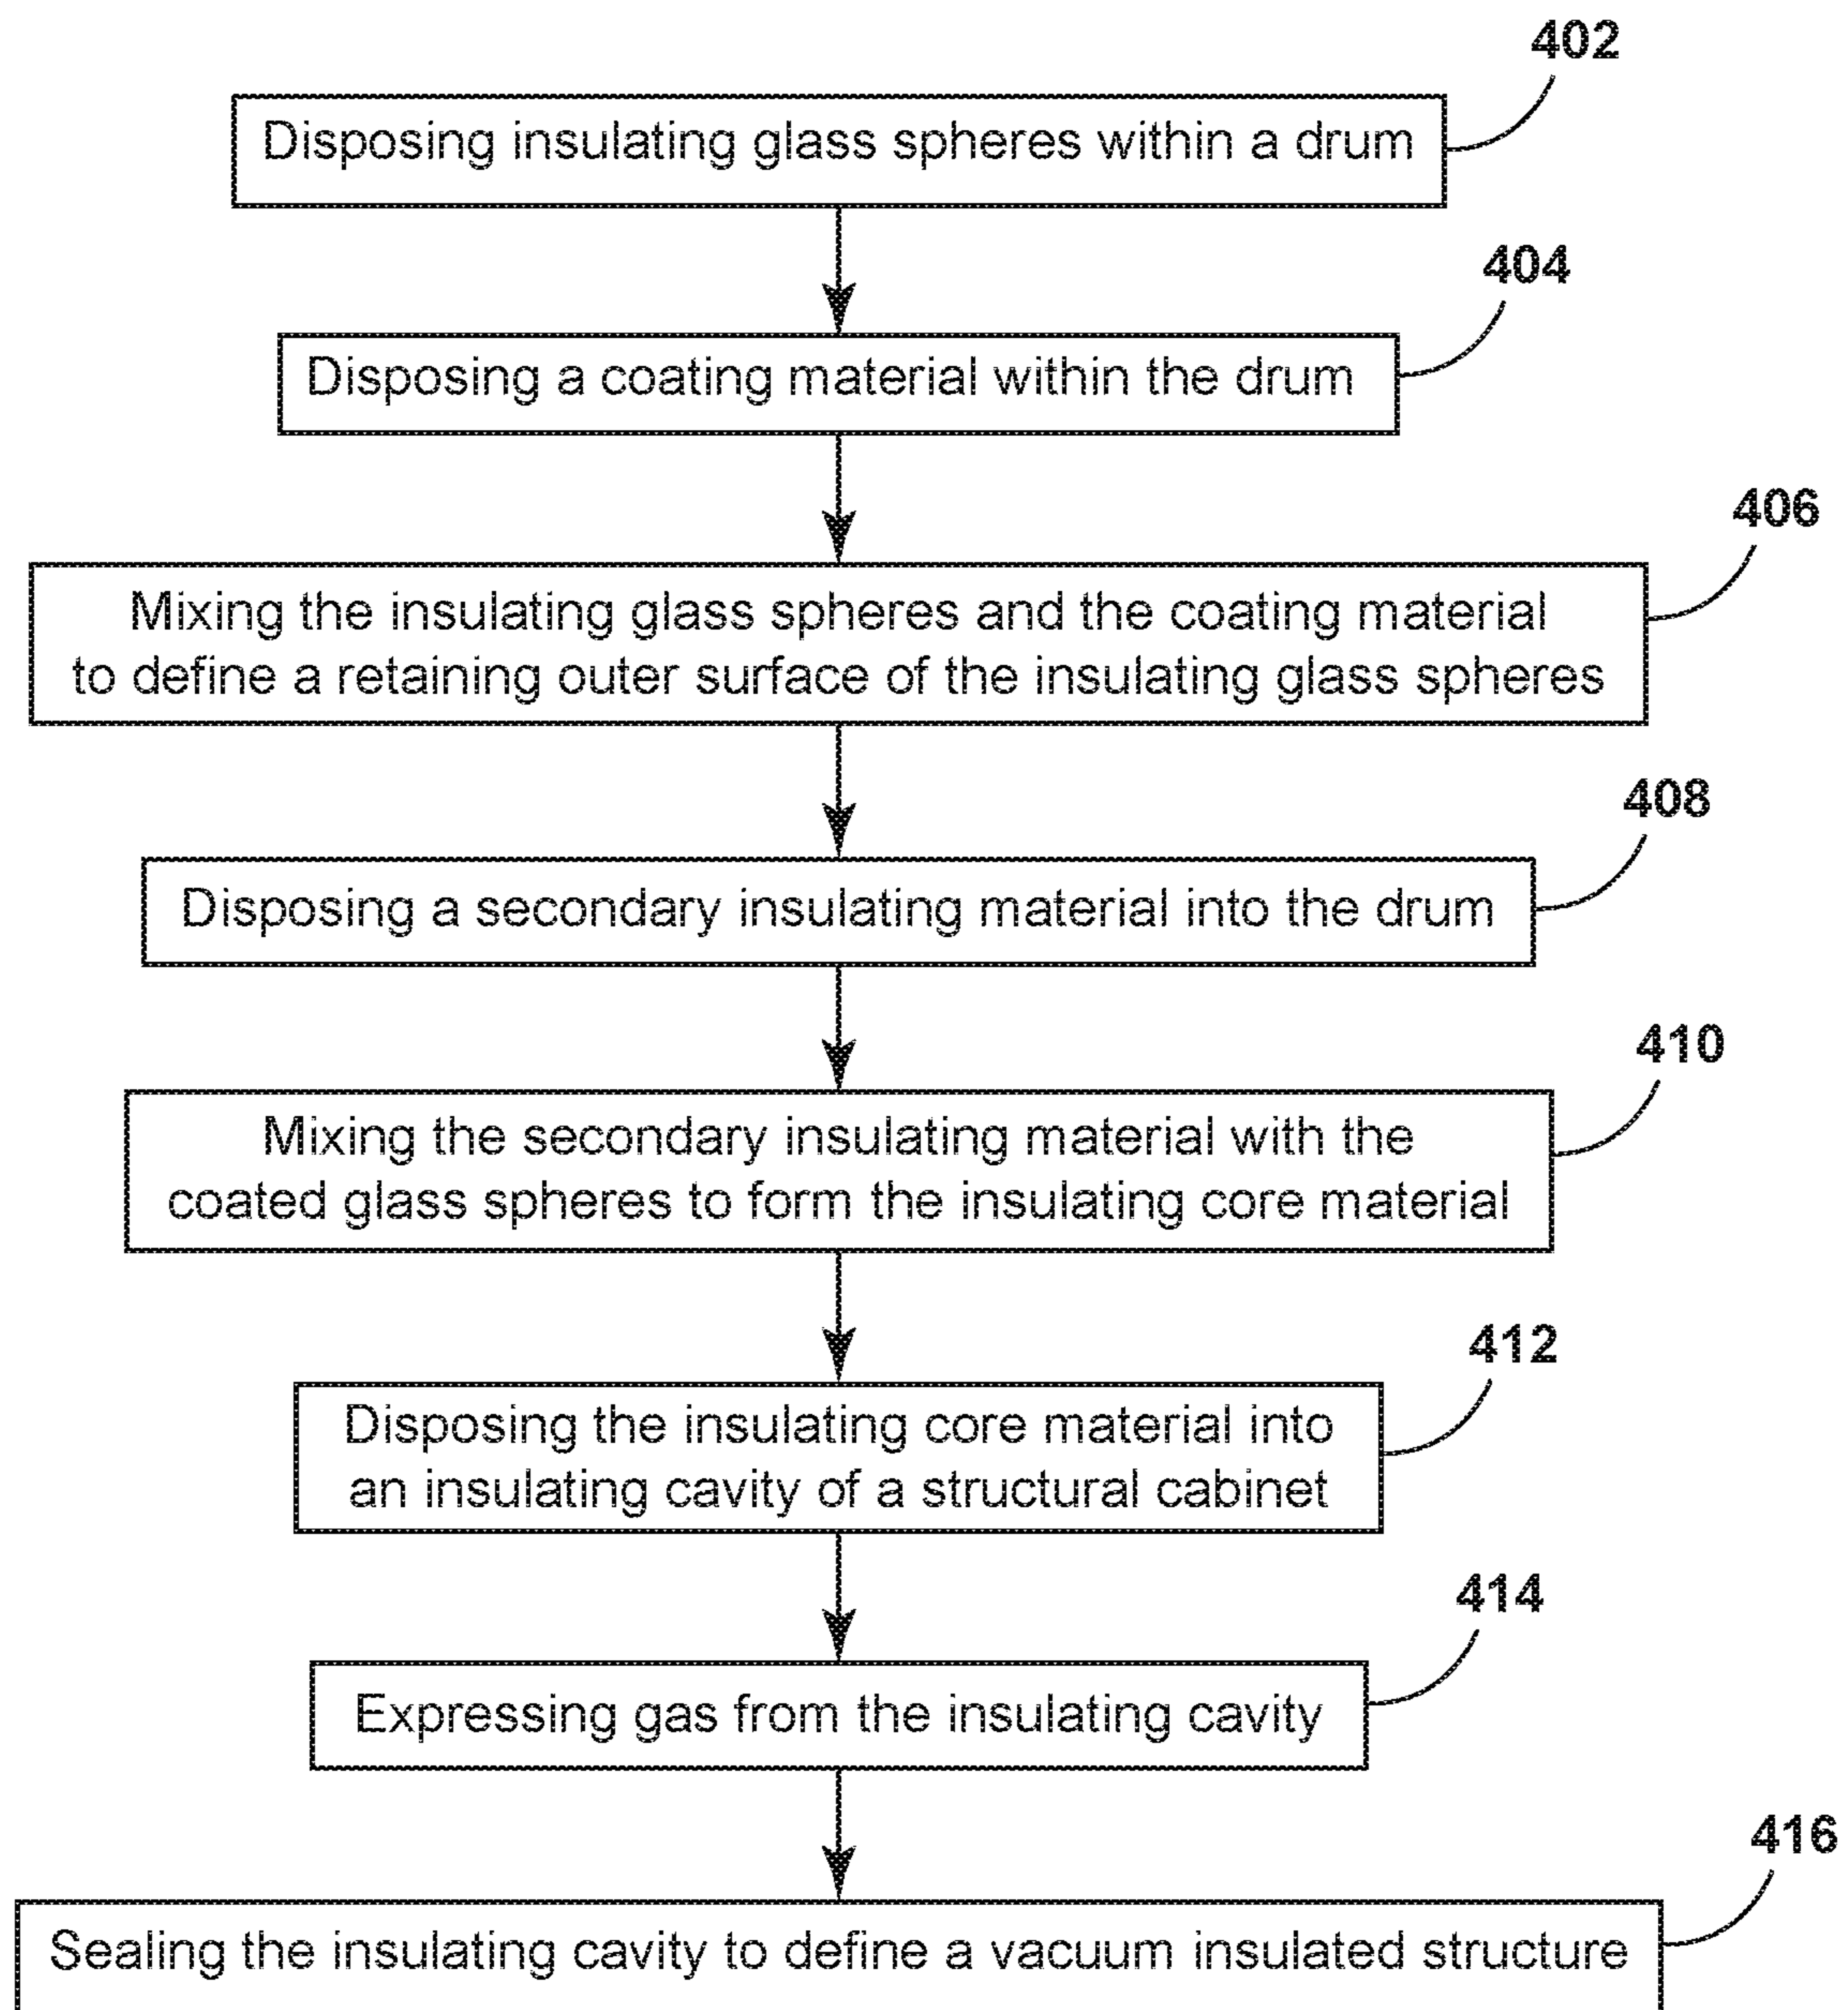 402
Disposing insulating glass spheres within a drum
404
Disposing a coating material within the drum
406
Mixing the insulating glass spheres and the coating material
to define a retaining outer surface of the insulating glass spheres
408
Disposing a secondary insulating material into the drum
410
Mixing the secondary insulating material with the
coated glass spheres to form the insulating core material
412
Disposing the insulating core material into
an insulating cavity of a structural cabinet
414
Expressing gas from the insulating cavity
416
Sealing the insulating cavity to define a vacuum insulated structure